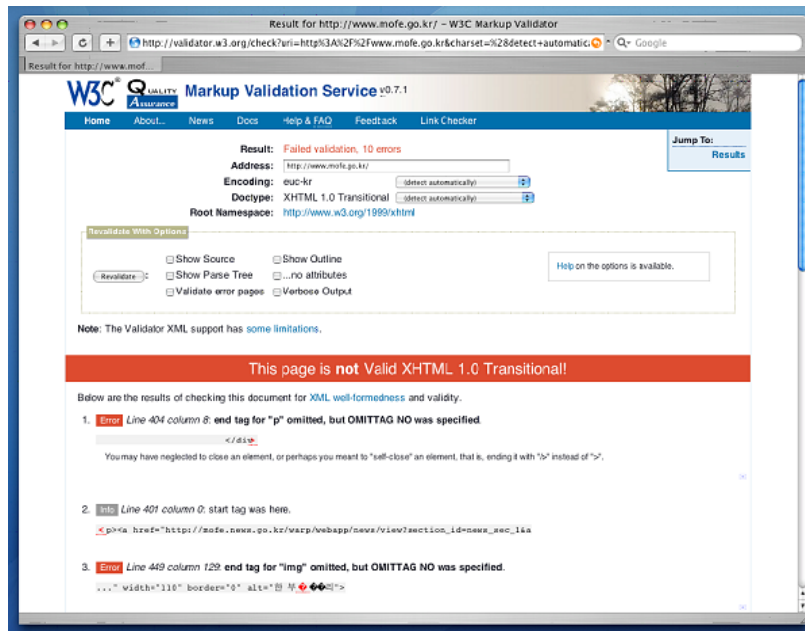 Result for http://www.mofe.go.kr/ – W3C Markup Validator
http://validator.w3.org/check?uri=http%3A%2F%2Fwww.mofe.go.kr&charset=%28detect+automatic
Google
Result for http://www.mof...
W3C® QUALITY Assurance Markup Validation Service v0.7.1
Home About... News Docs Help & FAQ Feedback Link Checker
Jump To:
Results
Result: Failed validation, 10 errors
Address: http://www.mofe.go.kr/
Encoding: euc-kr (detect automatically)
Doctype: XHTML 1.0 Transitional (detect automatically)
Root Namespace: http://www.w3.org/1999/xhtml
Revalidate With Options
Show Source Show Outline
Revalidate : Show Parse Tree ...no attributes
Validate error pages Verbose Output
Help on the options is available.
Note: The Validator XML support has some limitations.
This page is not Valid XHTML 1.0 Transitional!
Below are the results of checking this document for XML well-formedness and validity.
1. Error Line 404 column 8: end tag for "p" omitted, but OMITTAG NO was specified.
</div>
You may have neglected to close an element, or perhaps you meant to "self-close" an element, that is, ending it with "/>" instead of ">".
2. Info Line 401 column 0: start tag was here.
<p><a href="http://mofe.news.go.kr/warp/webapp/news/view?section_id=news_sec_1&a
3. Error Line 449 column 129: end tag for "img" omitted, but OMITTAG NO was specified.
..." width="110" border="0" alt="한 부���리">